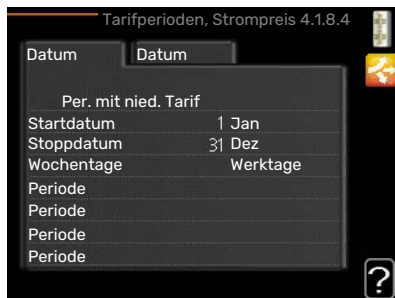 Tarifperioden, Strompreis 4.1.8.4
Datum Datum
Per. mit nied. Tarif
Startdatum 1 Jan
Stoppdatum 31 Dez
Wochentage Werktage
Periode
Periode
Periode
Periode
?